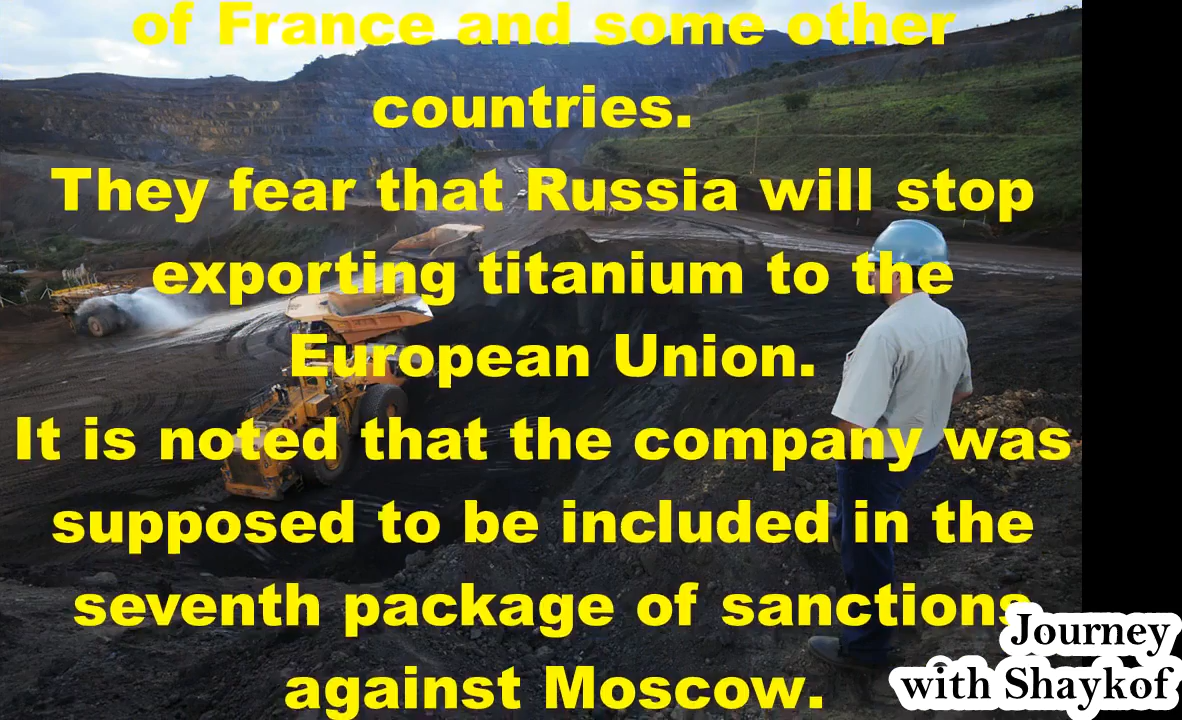 of France and some other
countries.
They fear that Russia will stop
exporting titanium to the
European Union.
It is noted that the company was
supposed to be included in the
seventh package of sanctions
against Moscow.
Journey
with Shaykof